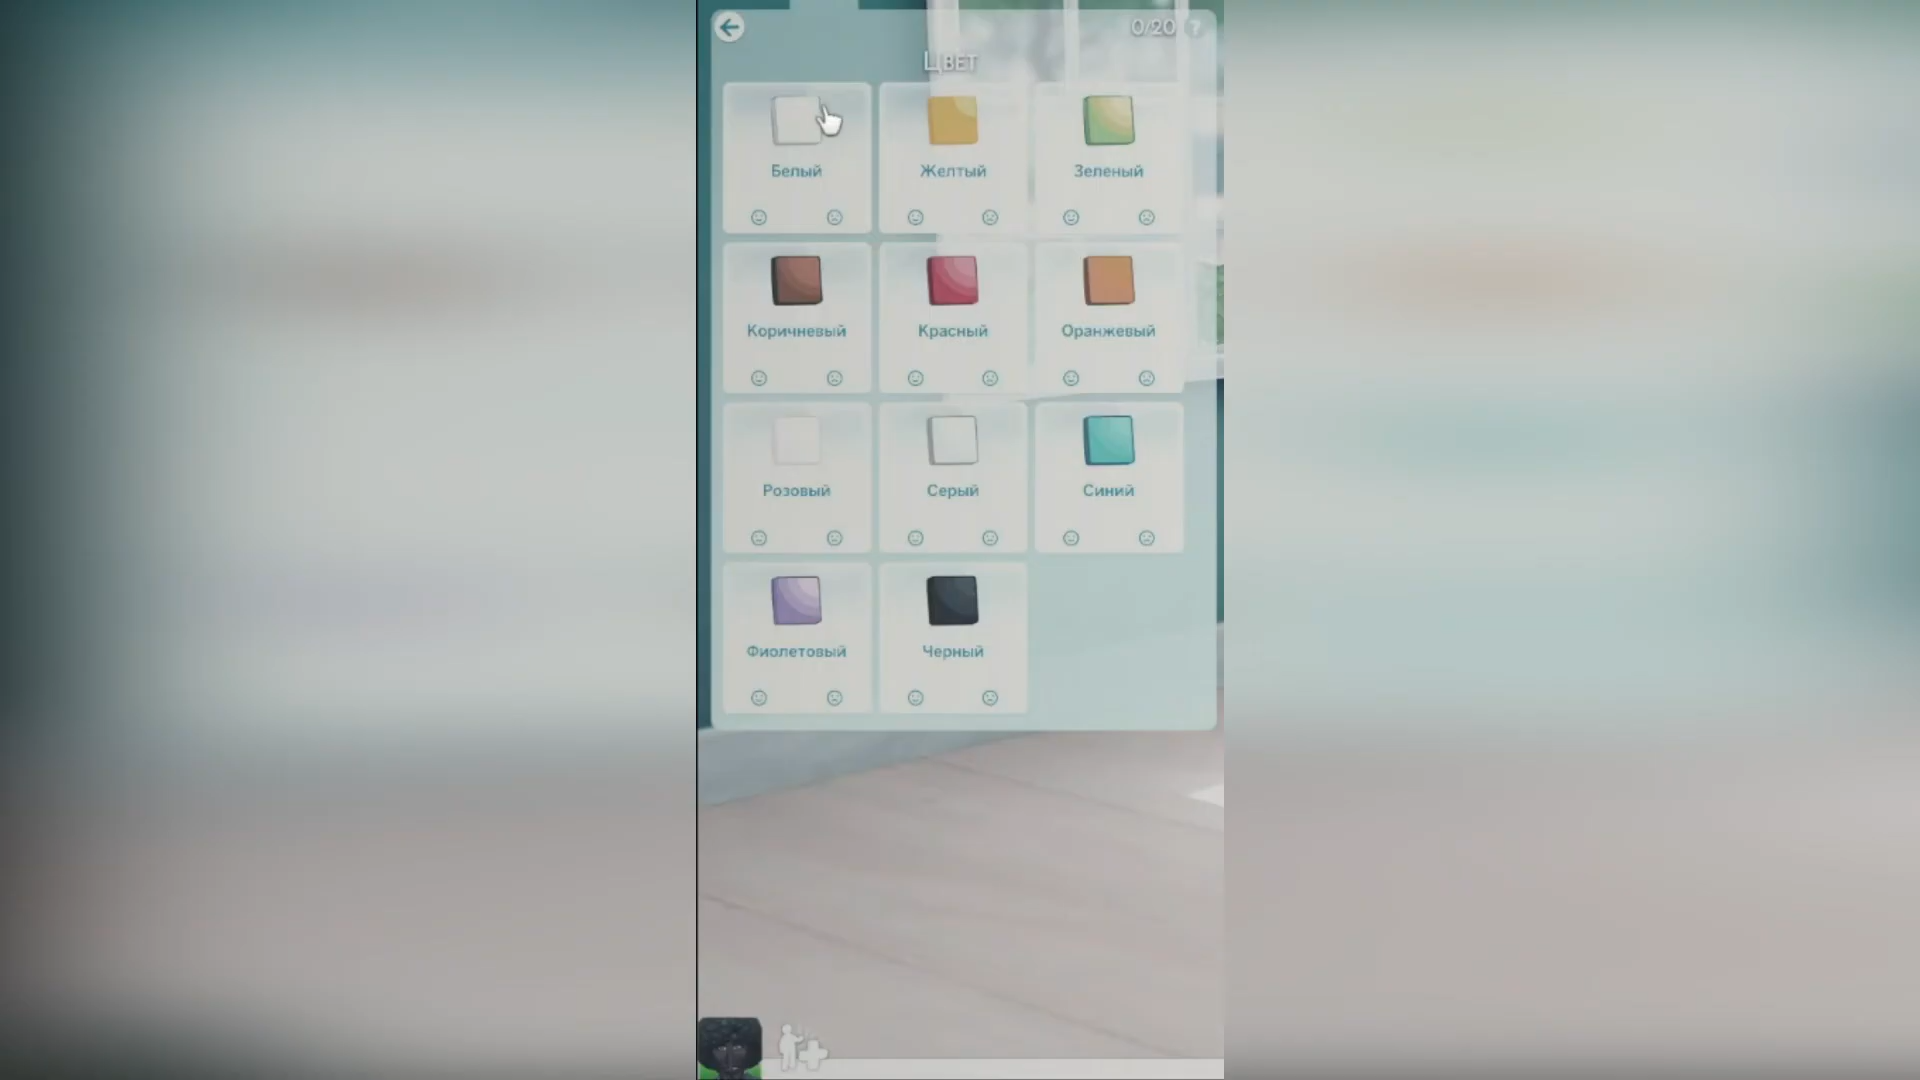 0/20 ?
Цвет
Белый Желтый Зеленый
Коричневый Красный Оранжевый
Розовый Серый Синий
Фиолетовый Черный